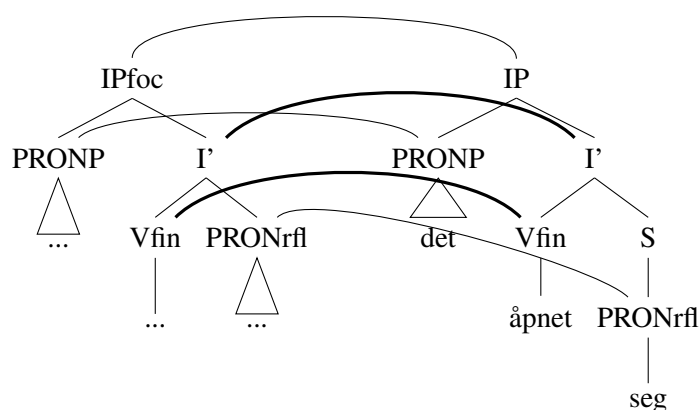 IPfoc IP
PRONP I' PRONP I'
... Vfin PRONrfl det Vfin S
... ... åpnet PRONrfl
seg